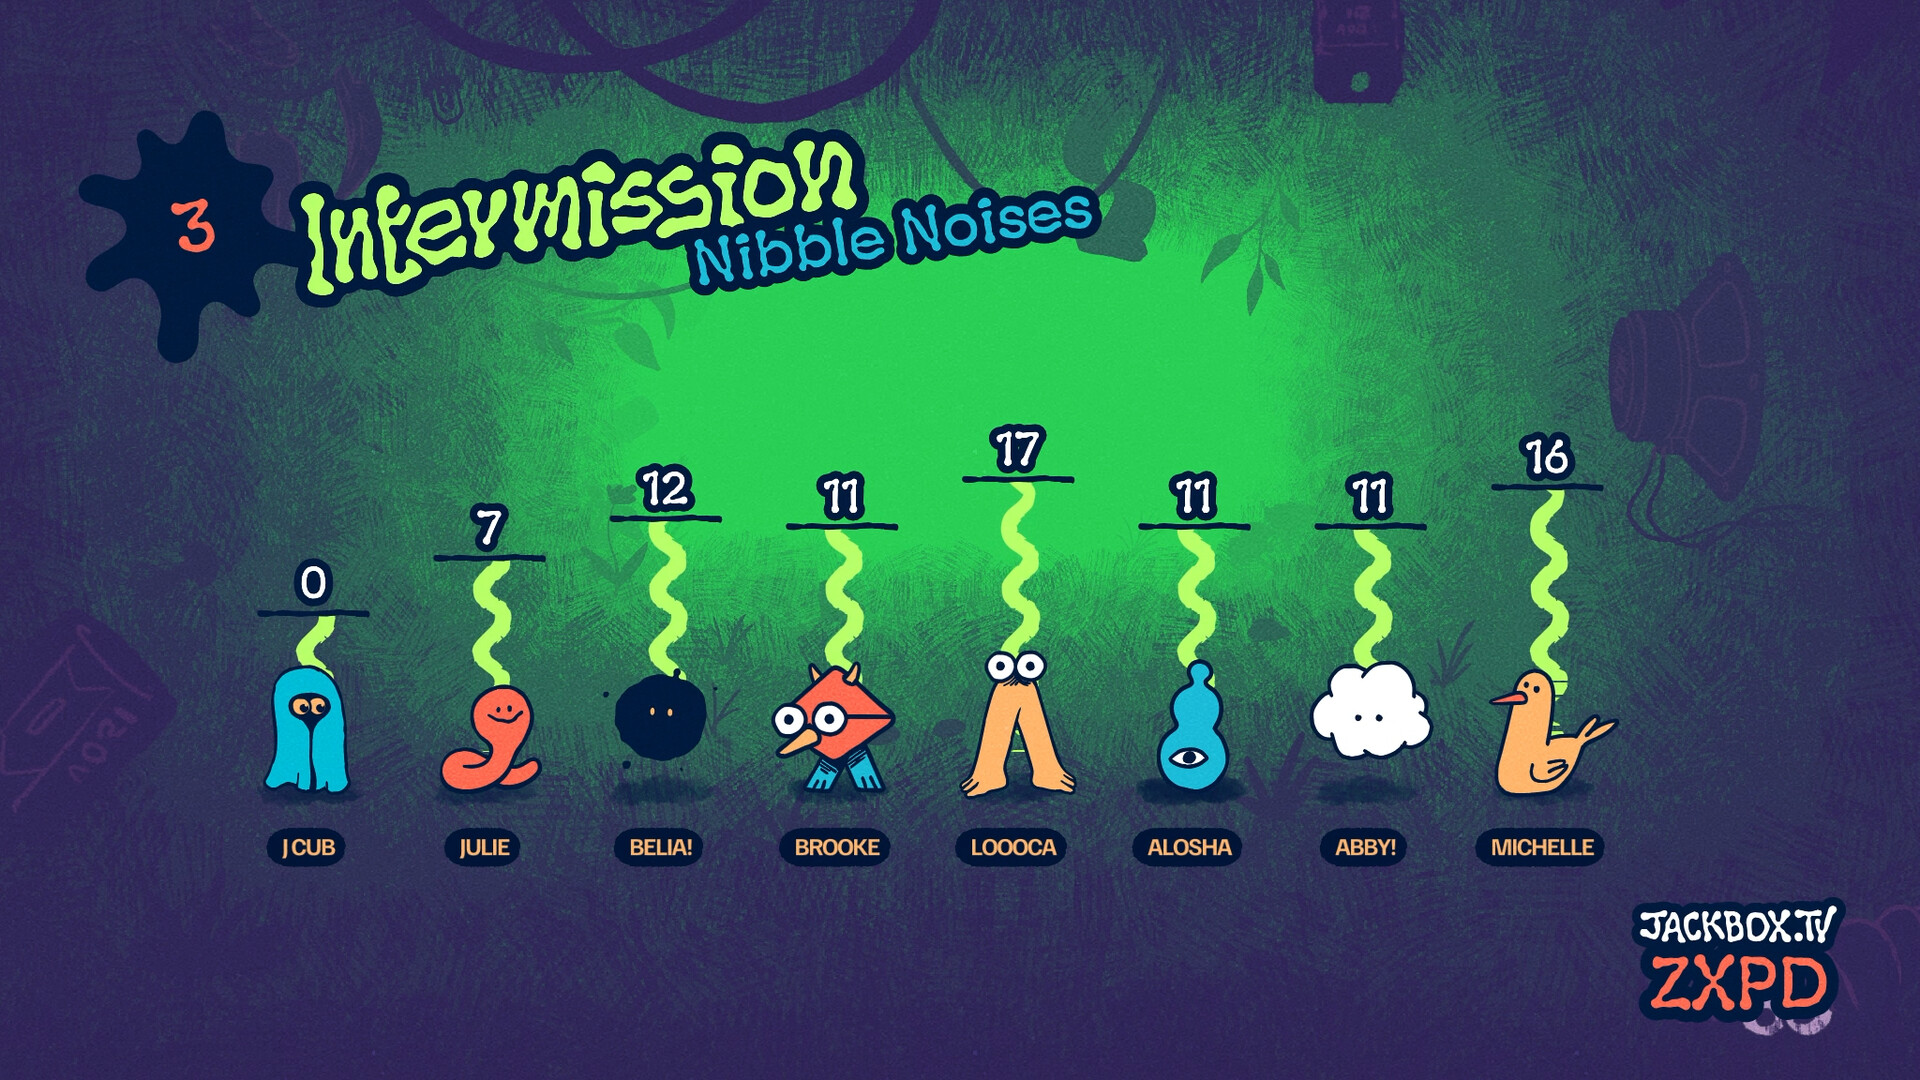 3
Intermission
Nibble Noises
0
7
12
11
17
11
11
16
J CUB
JULIE
BELIA!
BROOKE
LOOOCA
ALOSHA
ABBY!
MICHELLE
JACKBOX.TV
ZXPD